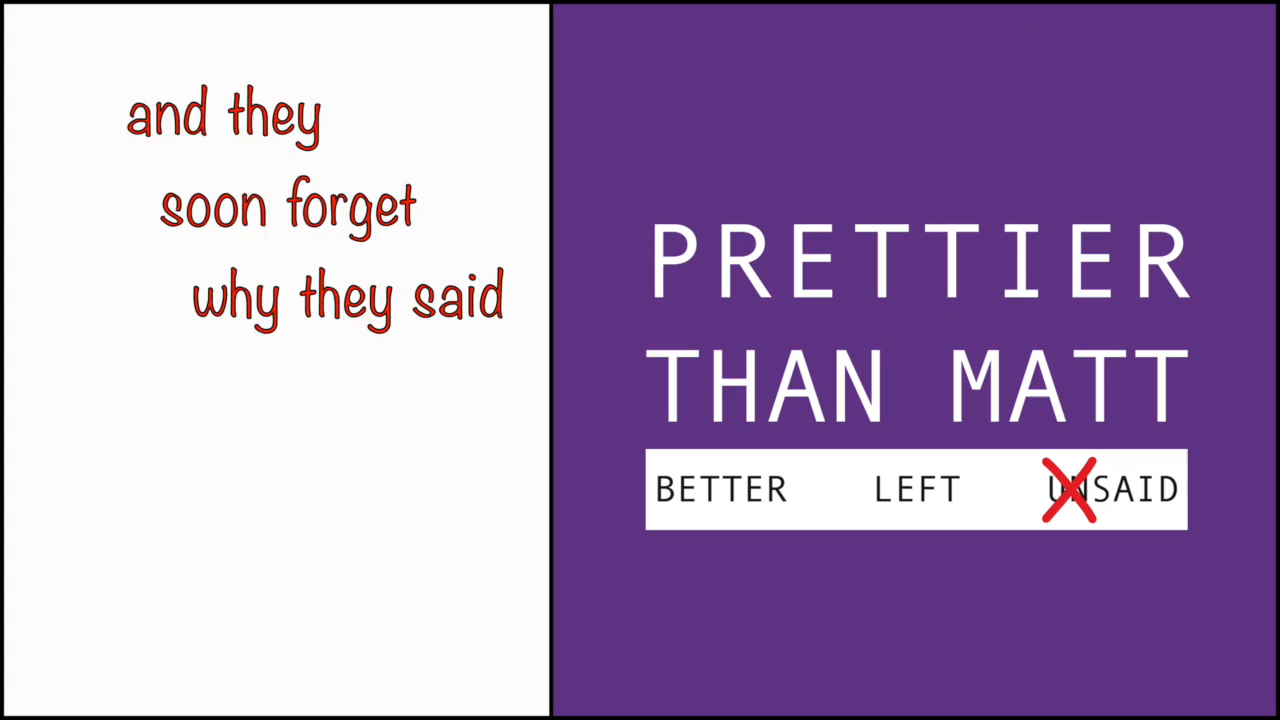 and they
soon forget
why they said
PRETTIER
THAN MATT
BETTER LEFT UNSAID